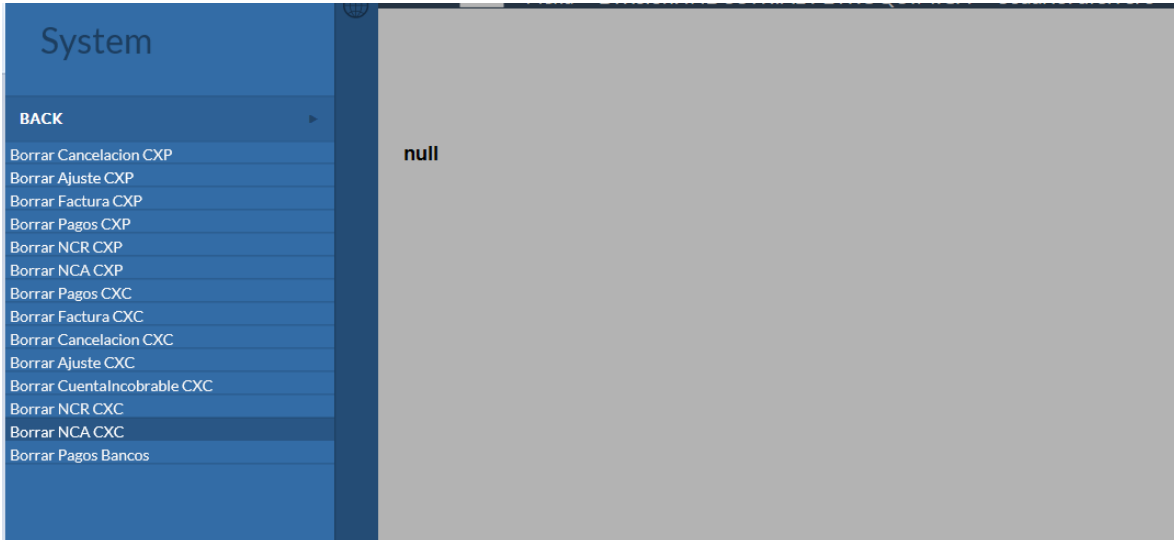 System
BACK
Borrar Cancelacion CXP
Borrar Ajuste CXP
Borrar Factura CXP
Borrar Pagos CXP
Borrar NCR CXP
Borrar NCA CXP
Borrar Pagos CXC
Borrar Factura CXC
Borrar Cancelacion CXC
Borrar Ajuste CXC
Borrar CuentaIncobrable CXC
Borrar NCR CXC
Borrar NCA CXC
Borrar Pagos Bancos
null